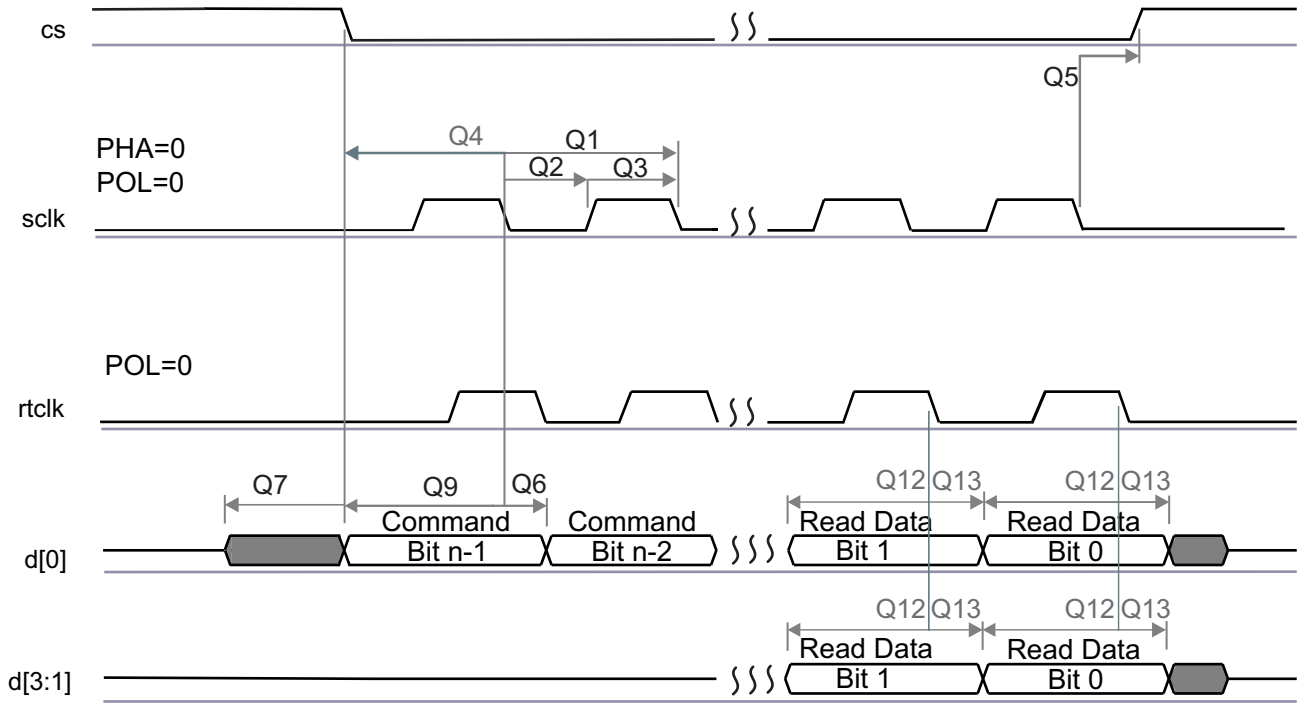 cs
Q5
PHA=0
Q4
Q1
POL=0
Q2
Q3
sclk
POL=0
rtclk
Q7
Q9
Q6
Q12
Q13
Q12
Q13
Command
Command
Read Data
Read Data
d[0]
Bit n-1
Bit n-2
Bit 1
Bit 0
Q12
Q13
Q12
Q13
Read Data
Read Data
d[3:1]
Bit 1
Bit 0